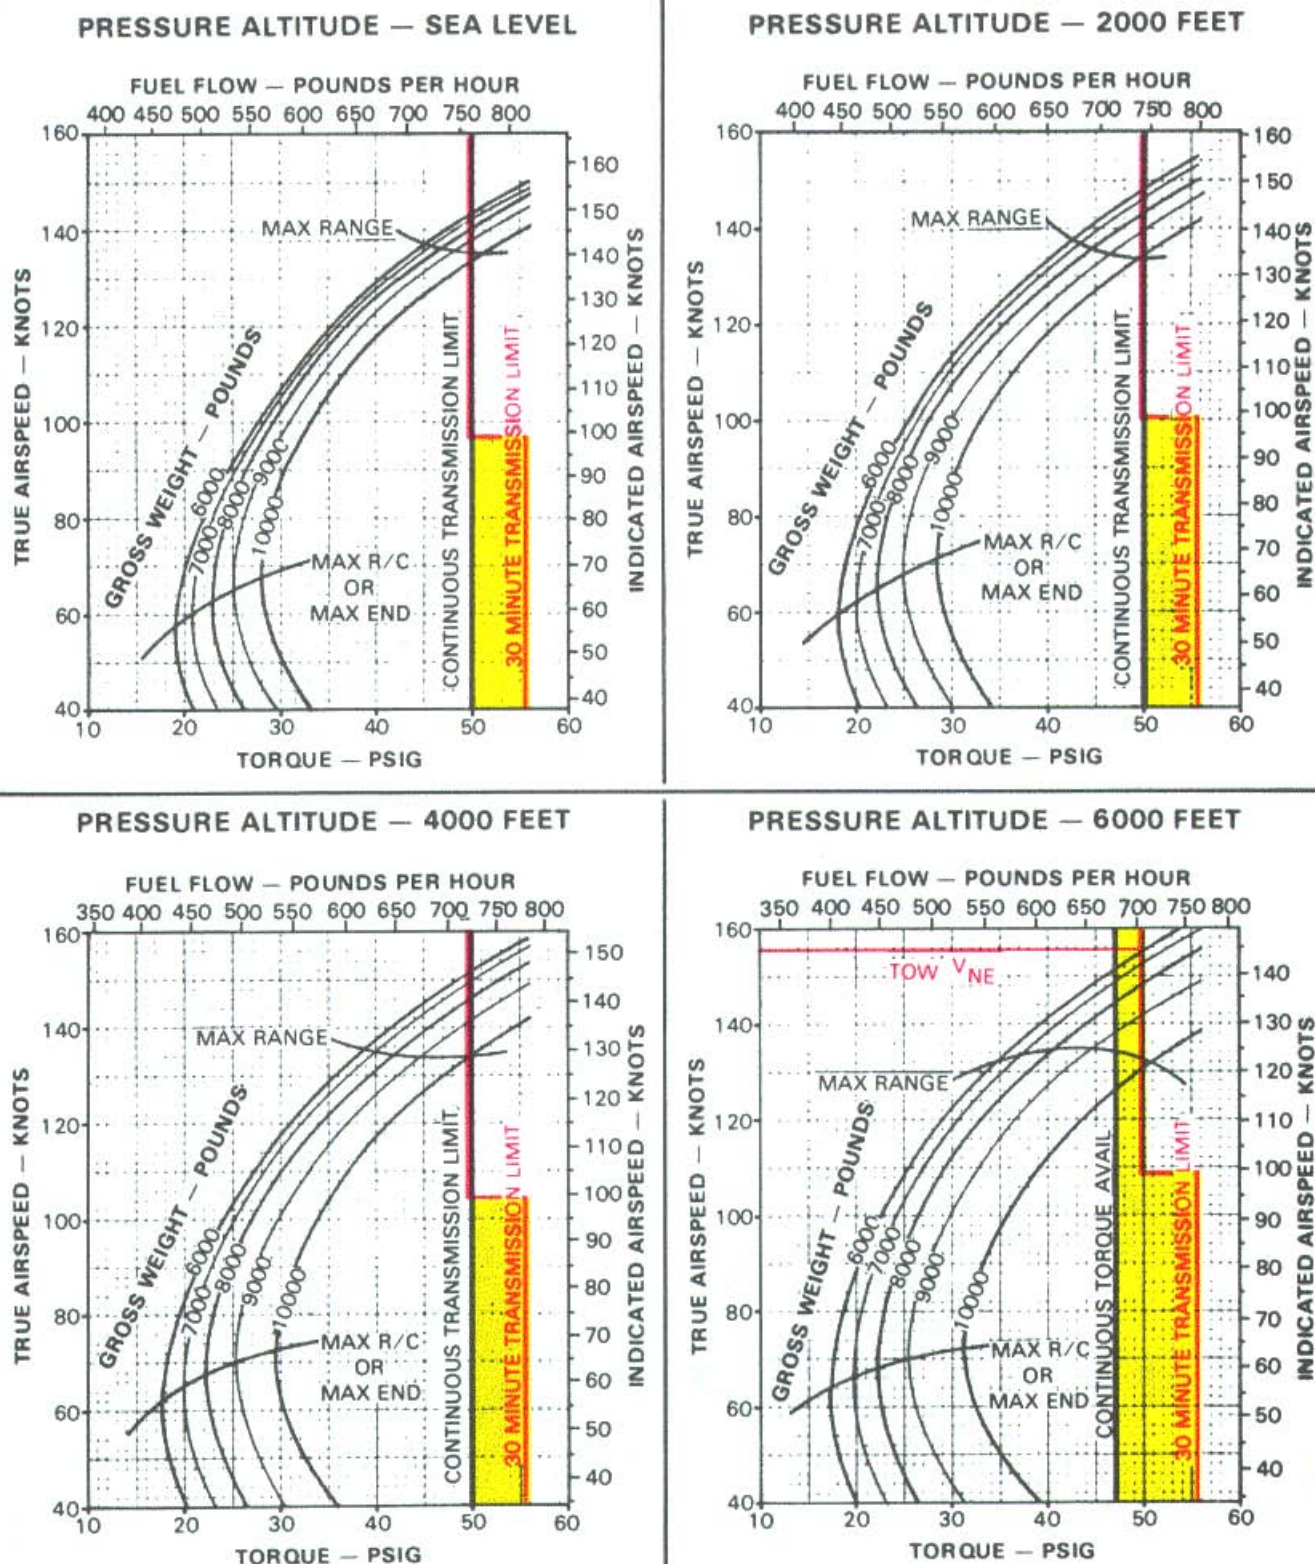 PRESSURE ALTITUDE — SEA LEVEL
FUEL FLOW — POUNDS PER HOUR
400 450 500 560 600 650 700 760 800
160
140
120
100
80
60
40
TRUE AIRSPEED — KNOTS
160
150
140
130
120
110
100
90
80
70
60
50
40
INDICATED AIRSPEED — KNOTS
MAX RANGE
GROSS WEIGHT — POUNDS
6000
7000
8000
9000
10000
MAX R/C
OR
MAX END
CONTINUOUS TRANSMISSION LIMIT
30 MINUTE TRANSMISSION LIMIT
10 20 30 40 50 60
TORQUE — PSIG
PRESSURE ALTITUDE — 2000 FEET
FUEL FLOW — POUNDS PER HOUR
400 450 500 550 600 650 700 750 800
160
140
120
100
80
60
40
TRUE AIRSPEED — KNOTS
160
150
140
130
120
110
100
90
80
70
60
50
40
INDICATED AIRSPEED — KNOTS
MAX RANGE
GROSS WEIGHT — POUNDS
6000
7000
8000
9000
10000
MAX R/C
OR
MAX END
CONTINUOUS TRANSMISSION LIMIT
30 MINUTE TRANSMISSION LIMIT
10 20 30 40 50 60
TORQUE — PSIG
PRESSURE ALTITUDE — 4000 FEET
FUEL FLOW — POUNDS PER HOUR
350 400 450 500 550 600 650 700 750 800
160
140
120
100
80
60
40
TRUE AIRSPEED — KNOTS
150
140
130
120
110
100
90
80
70
60
50
40
INDICATED AIRSPEED — KNOTS
MAX RANGE
GROSS WEIGHT — POUNDS
6000
7000
8000
9000
10000
MAX R/C
OR
MAX END
CONTINUOUS TRANSMISSION LIMIT
30 MINUTE TRANSMISSION LIMIT
10 20 30 40 50 60
TORQUE — PSIG
PRESSURE ALTITUDE — 6000 FEET
FUEL FLOW — POUNDS PER HOUR
350 400 450 500 550 600 650 700 750 800
160
140
120
100
80
60
40
TRUE AIRSPEED — KNOTS
140
130
120
110
100
90
80
70
60
50
40
INDICATED AIRSPEED — KNOTS
TOW VNE
MAX RANGE
GROSS WEIGHT — POUNDS
6000
7000
8000
9000
10000
MAX R/C
OR
MAX END
CONTINUOUS TORQUE AVAIL
30 MINUTE TRANSMISSION LIMIT
10 20 30 40 50 60
TORQUE — PSIG